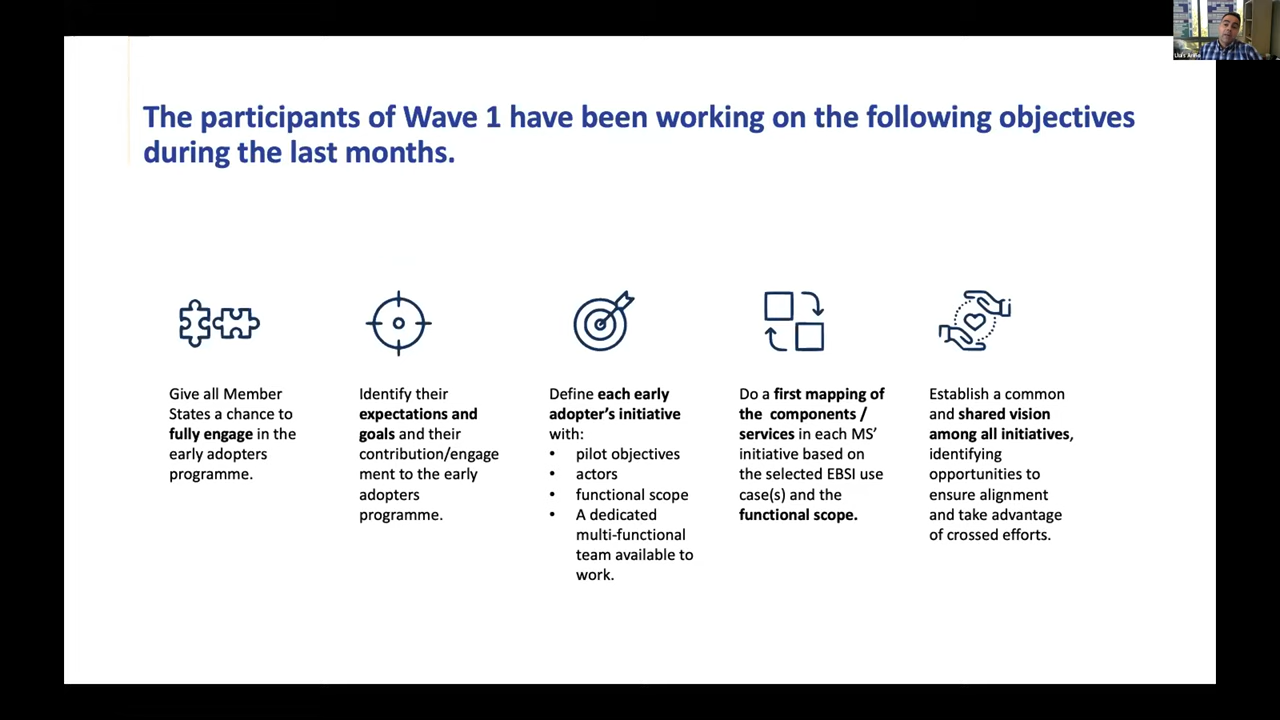 The participants of Wave 1 have been working on the following objectives
during the last months.
Give all Member
States a chance to
fully engage in the
early adopters
programme.
Identify their
expectations and
goals and their
contribution/engage
ment to the early
adopters
programme.
Define each early
adopter's initiative
with:
• pilot objectives
• actors
• functional scope
• A dedicated
multi-functional
team available to
work.
Do a first mapping of
the components /
services in each MS'
initiative based on
the selected EBSI use
case(s) and the
functional scope.
Establish a common
and shared vision
among all initiatives,
identifying
opportunities to
ensure alignment
and take advantage
of crossed efforts.